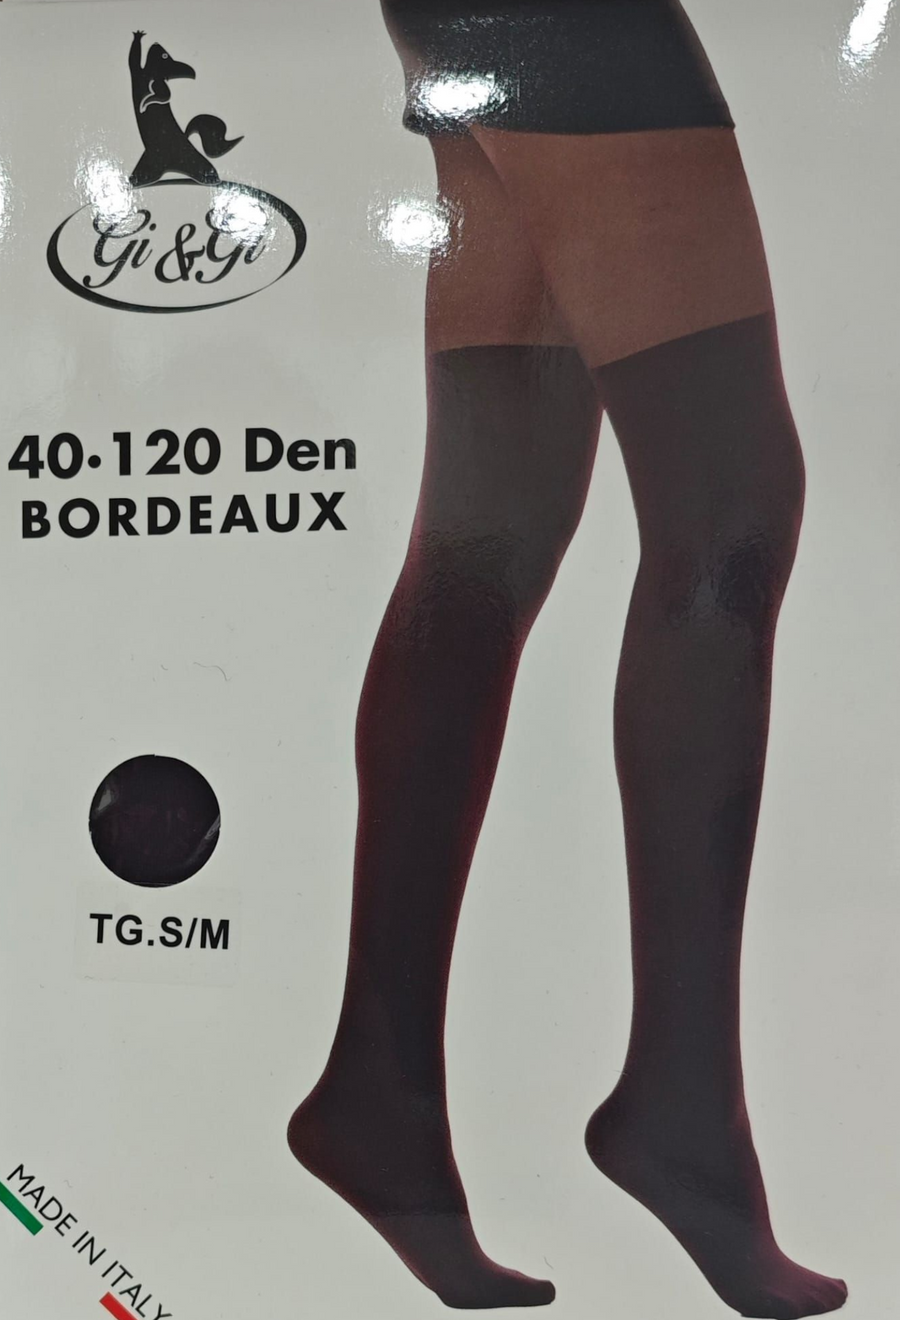 Gi & Gi
40•120 Den
BORDEAUX
TG.S/M
MADE IN ITALY